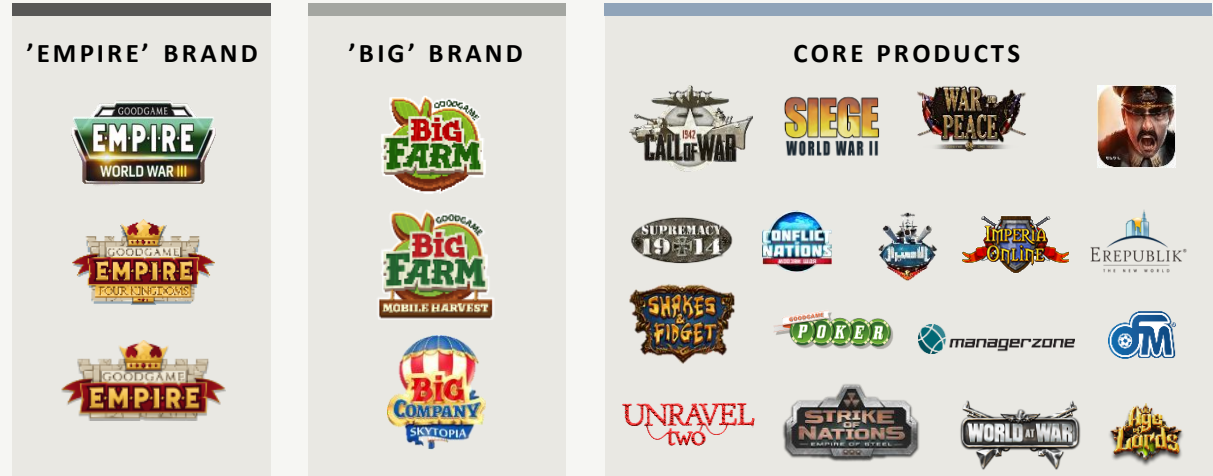 ’EMPIRE’ BRAND
GOODGAME
EMPIRE
WORLD WAR III
GOODGAME
EMPIRE
FOUR KINGDOMS
GOODGAME
EMPIRE
’BIG’ BRAND
GOODGAME
BIG
FARM
GOODGAME
BIG
FARM
MOBILE HARVEST
BIG
COMPANY
SKYTOPIA
CORE PRODUCTS
1942
CALL OF WAR
SIEGE
WORLD WAR II
WAR AND
PEACE
SUPREMACY
1914
CONFLICT
OF
NATIONS
IMPERIA
ONLINE
EREPUBLIK®
THE NEW WORLD
SHAKES
&
FIDGET
GOODGAME
POKER
managerzone
OFM
UNRAVEL
two
STRIKE
OF
NATIONS
EMPIRE OF STEEL
WORLD AT WAR
Age
of
Lords